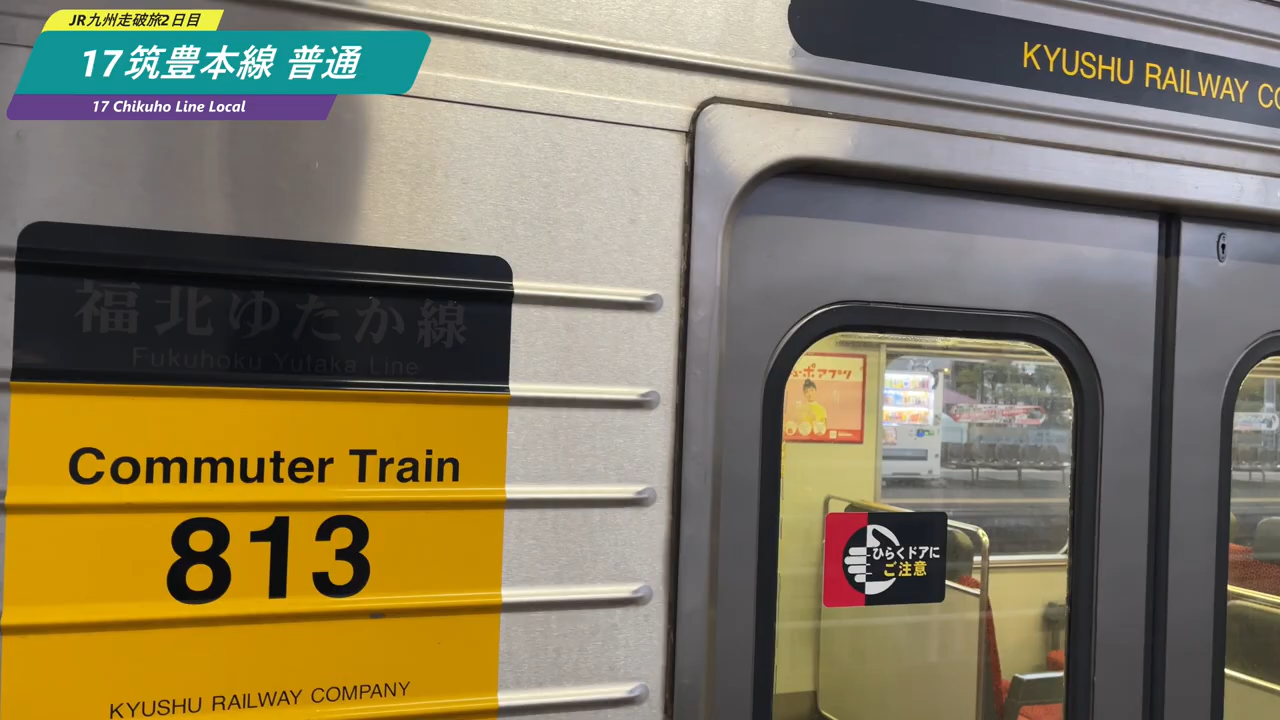 JR九州走破旅2日目
17筑豊本線 普通
17 Chikuho Line Local
KYUSHU RAILWAY CO
福北ゆたか線
Fukuhoku Yutaka Line
Commuter Train
813
KYUSHU RAILWAY COMPANY
ひらくドアに
ご注意